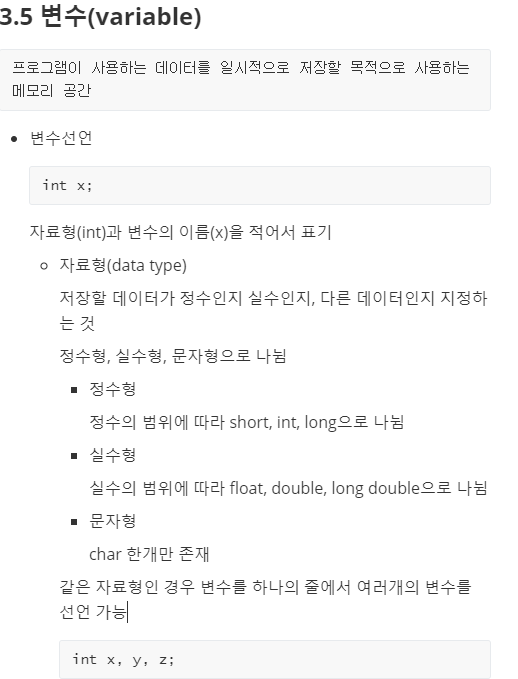 3.5 변수(variable)
프로그램이 사용하는 데이터를 일시적으로 저장할 목적으로 사용하는
메모리 공간
변수선언
int x;
자료형(int)과 변수의 이름(x)을 적어서 표기
자료형(data type)
저장할 데이터가 정수인지 실수인지, 다른 데이터인지 지정하
는 것
정수형, 실수형, 문자형으로 나뉨
정수형
정수의 범위에 따라 short, int, long으로 나뉨
실수형
실수의 범위에 따라 float, double, long double으로 나뉨
문자형
char 한개만 존재
같은 자료형인 경우 변수를 하나의 줄에서 여러개의 변수를
선언 가능
int x, y, z;